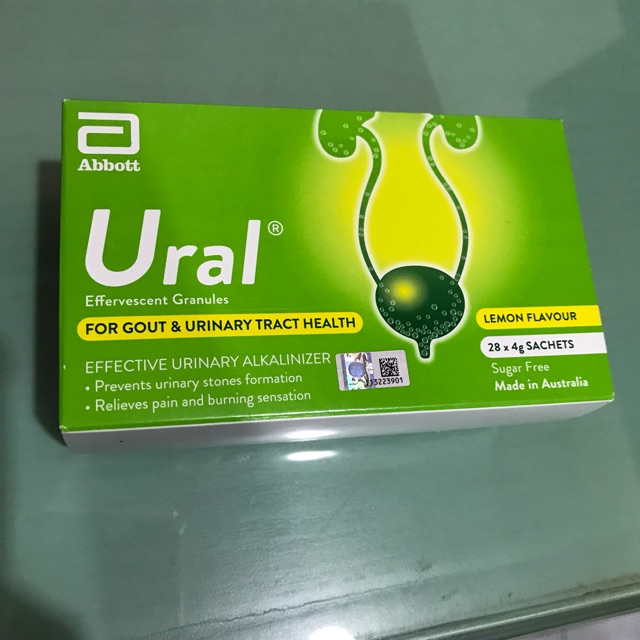 Abbott
Ural®
Effervescent Granules
FOR GOUT & URINARY TRACT HEALTH
EFFECTIVE URINARY ALKALINIZER
• Prevents urinary stones formation
• Relieves pain and burning sensation
13223901
LEMON FLAVOUR
28 x 4g SACHETS
Sugar Free
Made in Australia